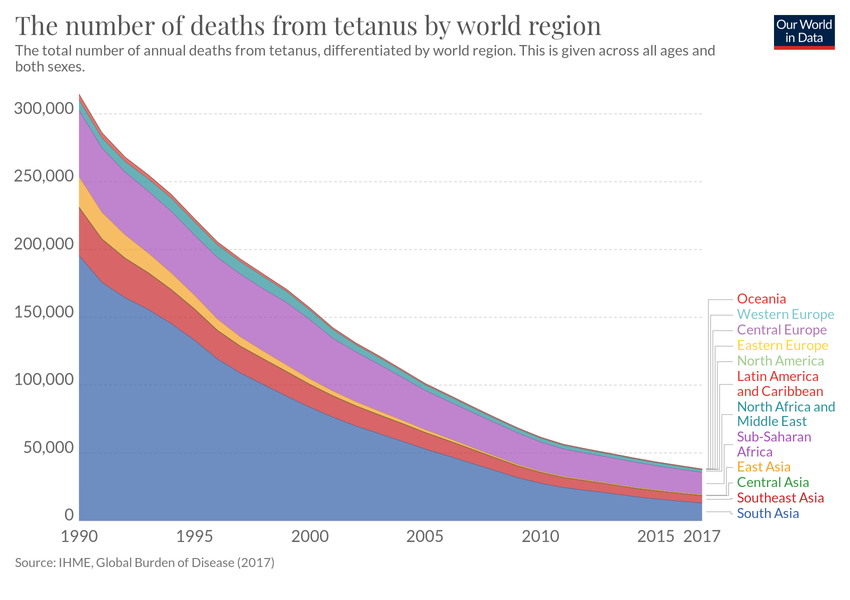 The number of deaths from tetanus by world region
Our World
in Data
The total number of annual deaths from tetanus, differentiated by world region. This is given across all ages and
both sexes.
300,000
250,000
200,000
150,000
100,000
50,000
0
1990
1995
2000
2005
2010
2015
2017
Oceania
Western Europe
Central Europe
Eastern Europe
North America
Latin America
and Caribbean
North Africa and
Middle East
Sub-Saharan
Africa
East Asia
Central Asia
Southeast Asia
South Asia
Source: IHME, Global Burden of Disease (2017)